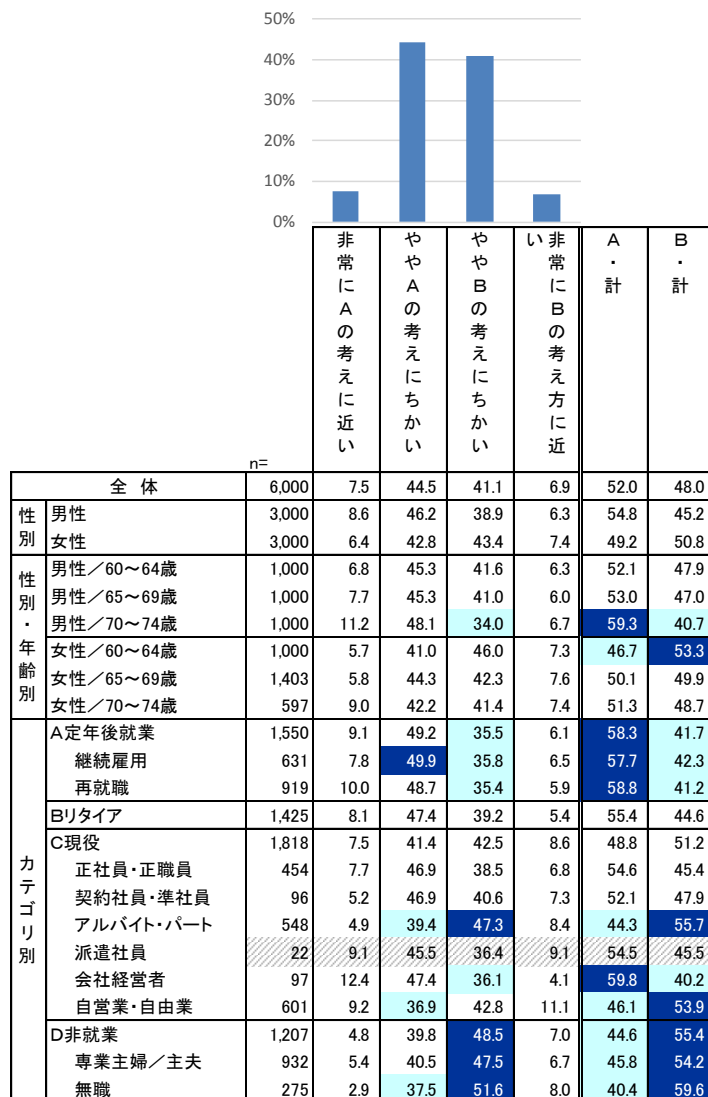 50%
40%
30%
20%
10%
0%
非常にAの考えに近い
ややAの考えにちかい
ややBの考えにちかい
非常にBの考え方に近い
A・計
B・計
n=
全 体 6,000 7.5 44.5 41.1 6.9 52.0 48.0
性別
男性 3,000 8.6 46.2 38.9 6.3 54.8 45.2
女性 3,000 6.4 42.8 43.4 7.4 49.2 50.8
性別・年齢別
男性／60～64歳 1,000 6.8 45.3 41.6 6.3 52.1 47.9
男性／65～69歳 1,000 7.7 45.3 41.0 6.0 53.0 47.0
男性／70～74歳 1,000 11.2 48.1 34.0 6.7 59.3 40.7
女性／60～64歳 1,000 5.7 41.0 46.0 7.3 46.7 53.3
女性／65～69歳 1,403 5.8 44.3 42.3 7.6 50.1 49.9
女性／70～74歳 597 9.0 42.2 41.4 7.4 51.3 48.7
カテゴリ別
A定年後就業 1,550 9.1 49.2 35.5 6.1 58.3 41.7
継続雇用 631 7.8 49.9 35.8 6.5 57.7 42.3
再就職 919 10.0 48.7 35.4 5.9 58.8 41.2
Bリタイア 1,425 8.1 47.4 39.2 5.4 55.4 44.6
C現役 1,818 7.5 41.4 42.5 8.6 48.8 51.2
正社員・正職員 454 7.7 46.9 38.5 6.8 54.6 45.4
契約社員・準社員 96 5.2 46.9 40.6 7.3 52.1 47.9
アルバイト・パート 548 4.9 39.4 47.3 8.4 44.3 55.7
派遣社員 22 9.1 45.5 36.4 9.1 54.5 45.5
会社経営者 97 12.4 47.4 36.1 4.1 59.8 40.2
自営業・自由業 601 9.2 36.9 42.8 11.1 46.1 53.9
D非就業 1,207 4.8 39.8 48.5 7.0 44.6 55.4
専業主婦／主夫 932 5.4 40.5 47.5 6.7 45.8 54.2
無職 275 2.9 37.5 51.6 8.0 40.4 59.6